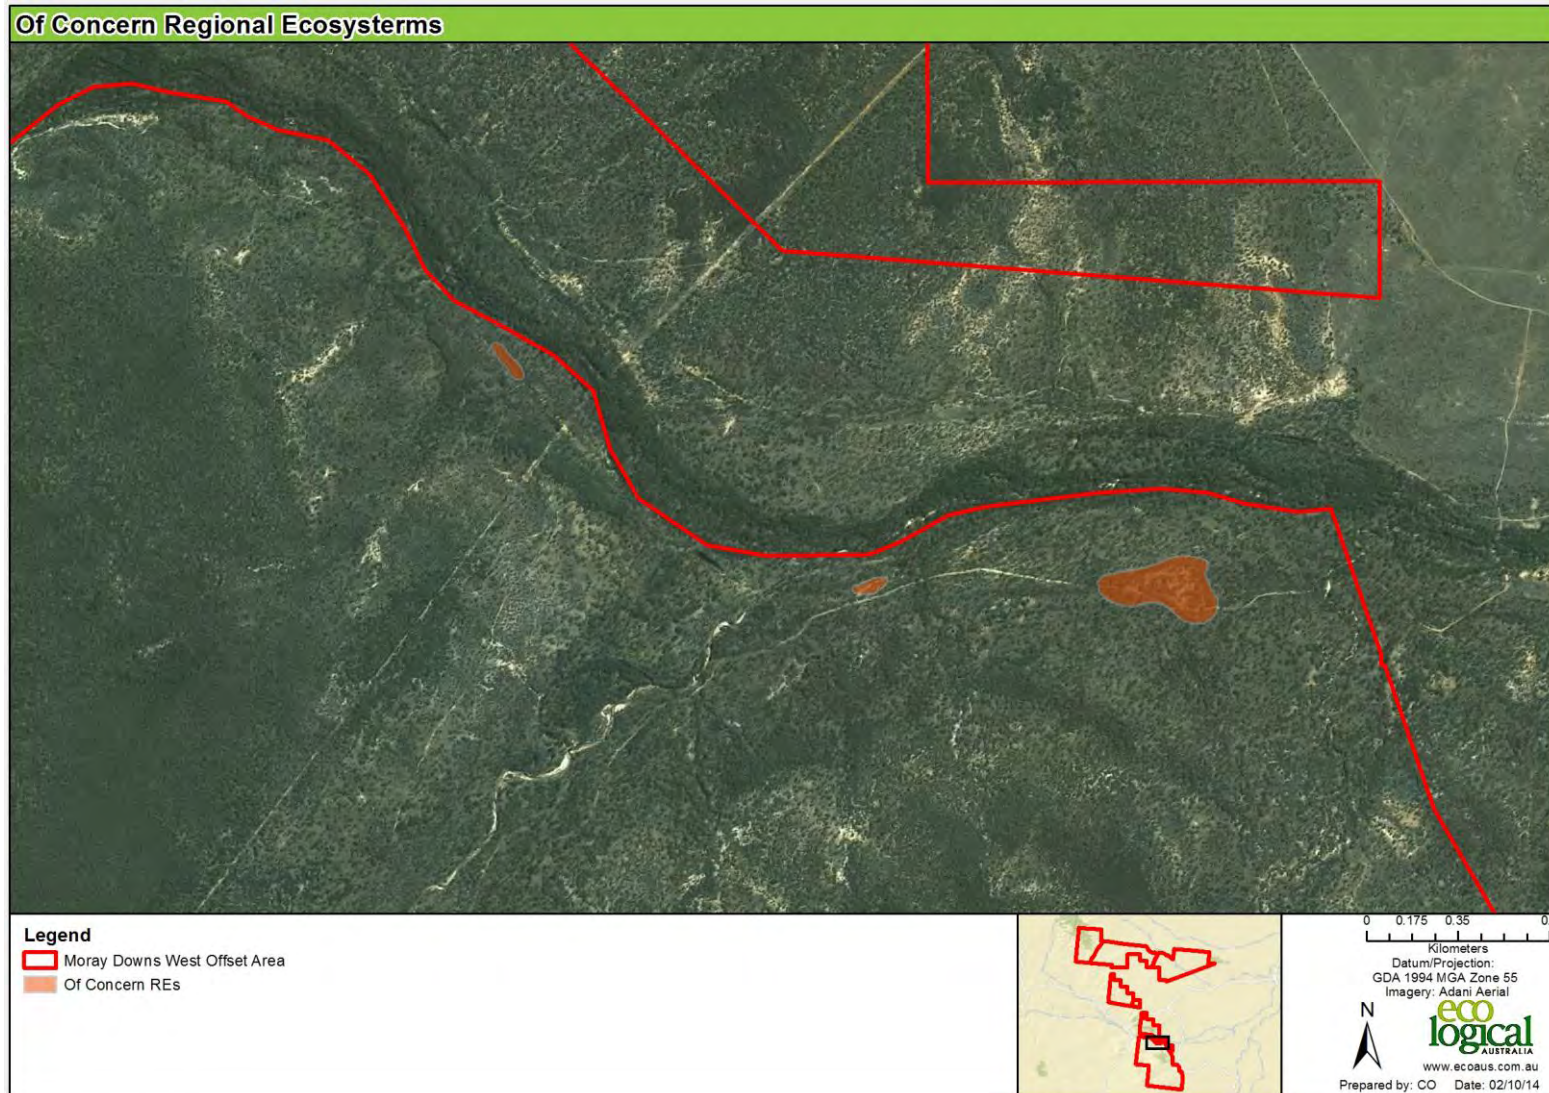 Of Concern Regional Ecosysterms
Legend
Moray Downs West Offset Area
Of Concern REs
0 0.175 0.35
Kilometers
Datum/Projection:
GDA 1994 MGA Zone 55
Imagery: Adani Aerial
N
eco
logical
AUSTRALIA
www.ecoaus.com.au
Prepared by: CO Date: 02/10/14